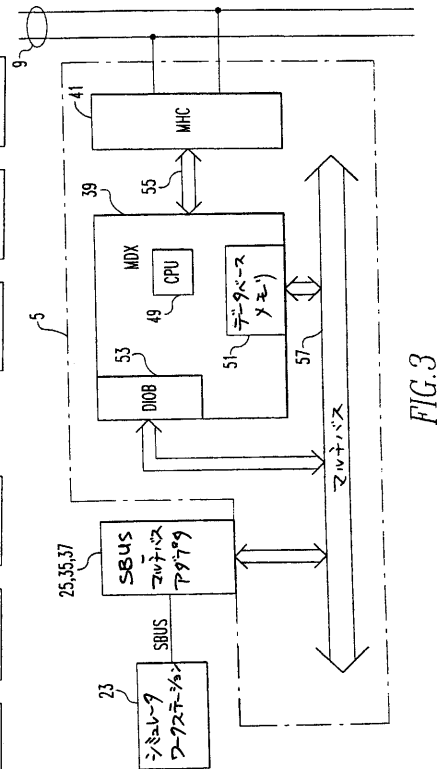 9
41
MHC
55
39
MDX
CPU
49
データベース
メモリ
51
53
DIOB
5
57
マルチバス
25,35,37
SBUS
－
マルチバス
アダプタ
SBUS
23
シミュレータ
ワークステーション
FIG.3